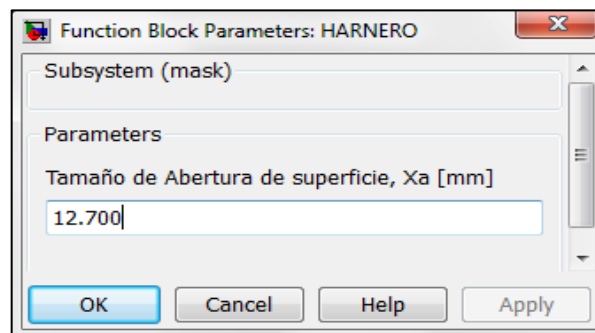 Function Block Parameters: HARNERO
Subsystem (mask)
Parameters
Tamaño de Abertura de superficie, Xa [mm]
12.700
OK Cancel Help Apply